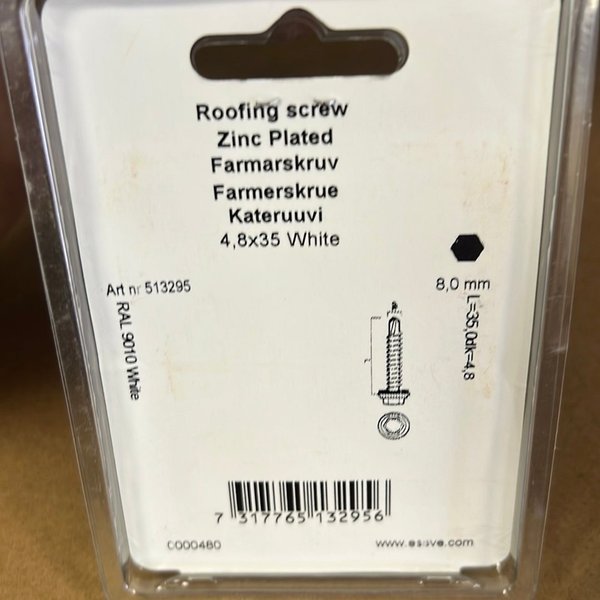 Roofing screw
Zinc Plated
Farmarskruv
Farmerskrue
Kateruuvi
4,8x35 White
8,0 mm
Art nr 513295
RAL 9010 White
L=35,0dk=4,8
L
7 317765 132956
C000480
www.essve.com